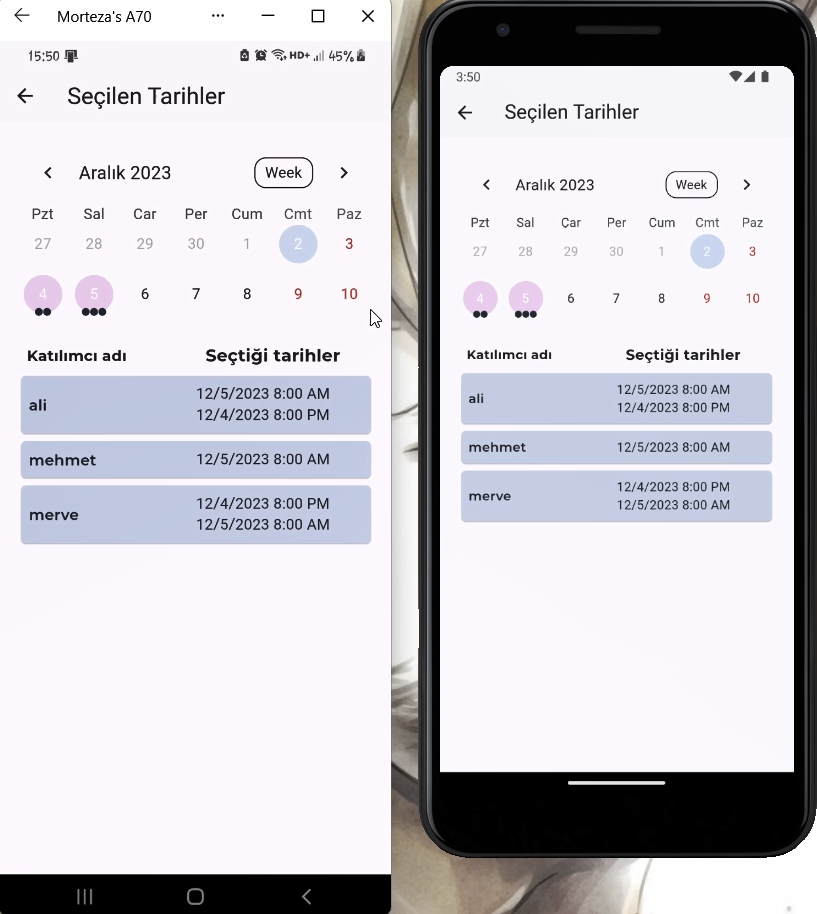 Morteza's A70
15:50 HD+ 45%
Seçilen Tarihler
Aralık 2023 Week
Pzt Sal Car Per Cum Cmt Paz
27 28 29 30 1 2 3
4 5 6 7 8 9 10
Katılımcı adı Seçtiği tarihler
ali 12/5/2023 8:00 AM
12/4/2023 8:00 PM
mehmet 12/5/2023 8:00 AM
merve 12/4/2023 8:00 PM
12/5/2023 8:00 AM
3:50
Seçilen Tarihler
Aralık 2023 Week
Pzt Sal Çar Per Cum Cmt Paz
27 28 29 30 1 2 3
4 5 6 7 8 9 10
Katılımcı adı Seçtiği tarihler
ali 12/5/2023 8:00 AM
12/4/2023 8:00 PM
mehmet 12/5/2023 8:00 AM
merve 12/4/2023 8:00 PM
12/5/2023 8:00 AM